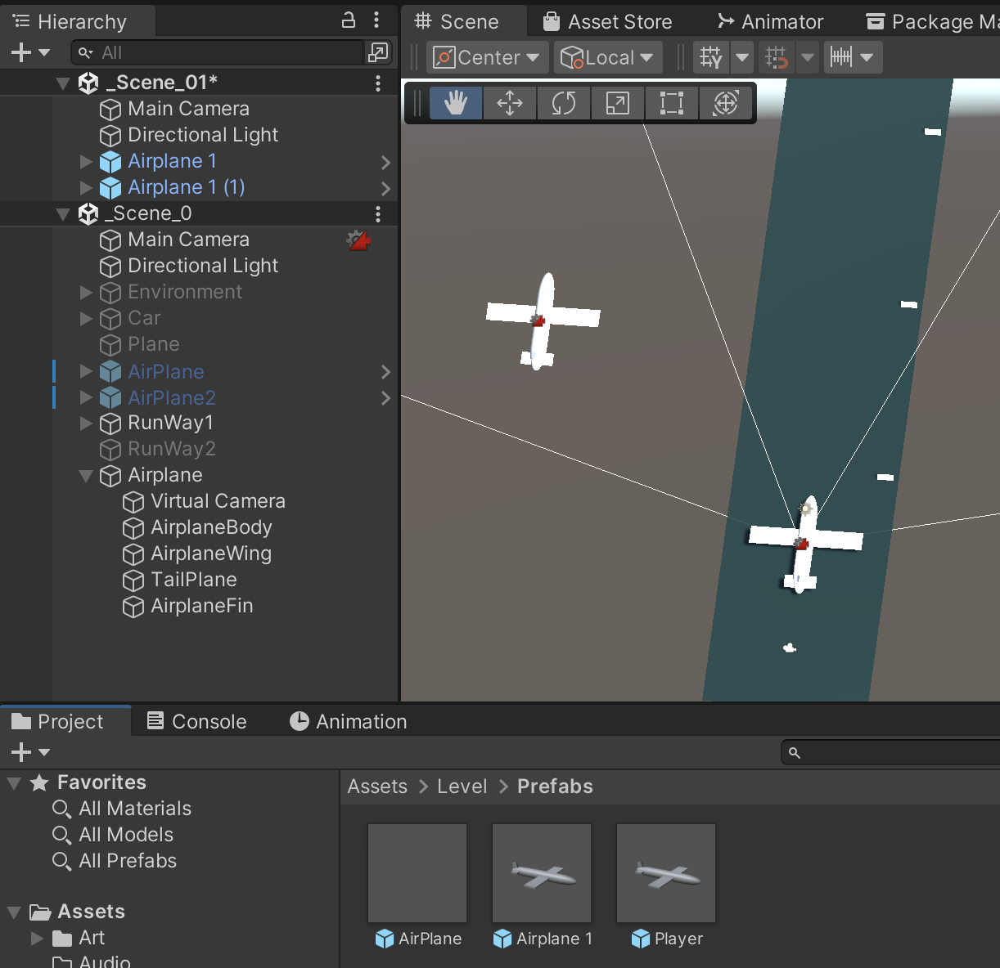 Hierarchy
All
_Scene_01*
Main Camera
Directional Light
Airplane 1
Airplane 1 (1)
_Scene_0
Main Camera
Directional Light
Environment
Car
Plane
AirPlane
AirPlane2
RunWay1
RunWay2
Airplane
Virtual Camera
AirplaneBody
AirplaneWing
TailPlane
AirplaneFin
Scene Asset Store Animator Package Ma
Center Local
Project Console Animation
Favorites
All Materials
All Models
All Prefabs
Assets
Art
Audio
Assets > Level > Prefabs
AirPlane Airplane 1 Player